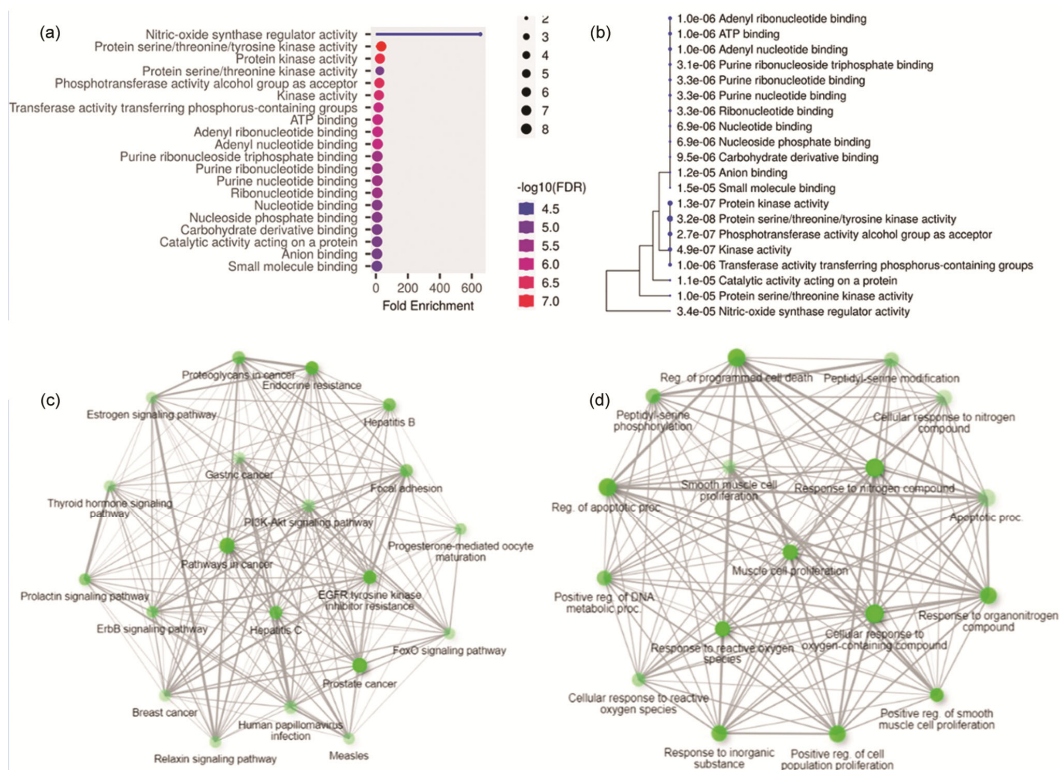 (a)
Nitric-oxide synthase regulator activity
Protein serine/threonine/tyrosine kinase activity
Protein kinase activity
Protein serine/threonine kinase activity
Phosphotransferase activity alcohol group as acceptor
Kinase activity
Transferase activity transferring phosphorus-containing groups
ATP binding
Adenyl ribonucleotide binding
Adenyl nucleotide binding
Purine ribonucleoside triphosphate binding
Purine ribonucleotide binding
Purine nucleotide binding
Ribonucleotide binding
Nucleotide binding
Nucleoside phosphate binding
Carbohydrate derivative binding
Catalytic activity acting on a protein
Anion binding
Small molecule binding
0 200 400 600
Fold Enrichment
2
3
4
5
6
7
8
-log10(FDR)
4.5
5.0
5.5
6.0
6.5
7.0
(b)
1.0e-06 Adenyl ribonucleotide binding
1.0e-06 ATP binding
1.0e-06 Adenyl nucleotide binding
3.1e-06 Purine ribonucleoside triphosphate binding
3.3e-06 Purine ribonucleotide binding
3.3e-06 Purine nucleotide binding
3.3e-06 Ribonucleotide binding
6.9e-06 Nucleotide binding
6.9e-06 Nucleoside phosphate binding
9.5e-06 Carbohydrate derivative binding
1.2e-05 Anion binding
1.5e-05 Small molecule binding
1.3e-07 Protein kinase activity
3.2e-08 Protein serine/threonine/tyrosine kinase activity
2.7e-07 Phosphotransferase activity alcohol group as acceptor
4.9e-07 Kinase activity
1.0e-06 Transferase activity transferring phosphorus-containing groups
1.1e-05 Catalytic activity acting on a protein
1.0e-05 Protein serine/threonine kinase activity
3.4e-05 Nitric-oxide synthase regulator activity
(c)
Proteoglycans in cancer
Endocrine resistance
Estrogen signaling pathway
Hepatitis B
Gastric cancer
Focal adhesion
Thyroid hormone signaling
pathway
PI3K-Akt signaling pathway
Progesterone-mediated oocyte
maturation
Pathways in cancer
Prolactin signaling pathway
EGFR tyrosine kinase
inhibitor resistance
ErbB signaling pathway
Hepatitis C
FoxO signaling pathway
Prostate cancer
Breast cancer
Human papillomavirus
infection
Relaxin signaling pathway
Measles
(d)
Reg. of programmed cell death
Peptidyl-serine modification
Peptidyl-serine
phosphorylation
Cellular response to nitrogen
compound
Smooth muscle cell
proliferation
Response to nitrogen compound
Reg. of apoptotic proc.
Apoptotic proc.
Muscle cell proliferation
Positive reg. of DNA
metabolic proc.
Response to organonitrogen
compound
Cellular response to
oxygen-containing compound
Response to reactive oxygen
species
Cellular response to reactive
oxygen species
Positive reg. of smooth
muscle cell proliferation
Response to inorganic
substance
Positive reg. of cell
population proliferation